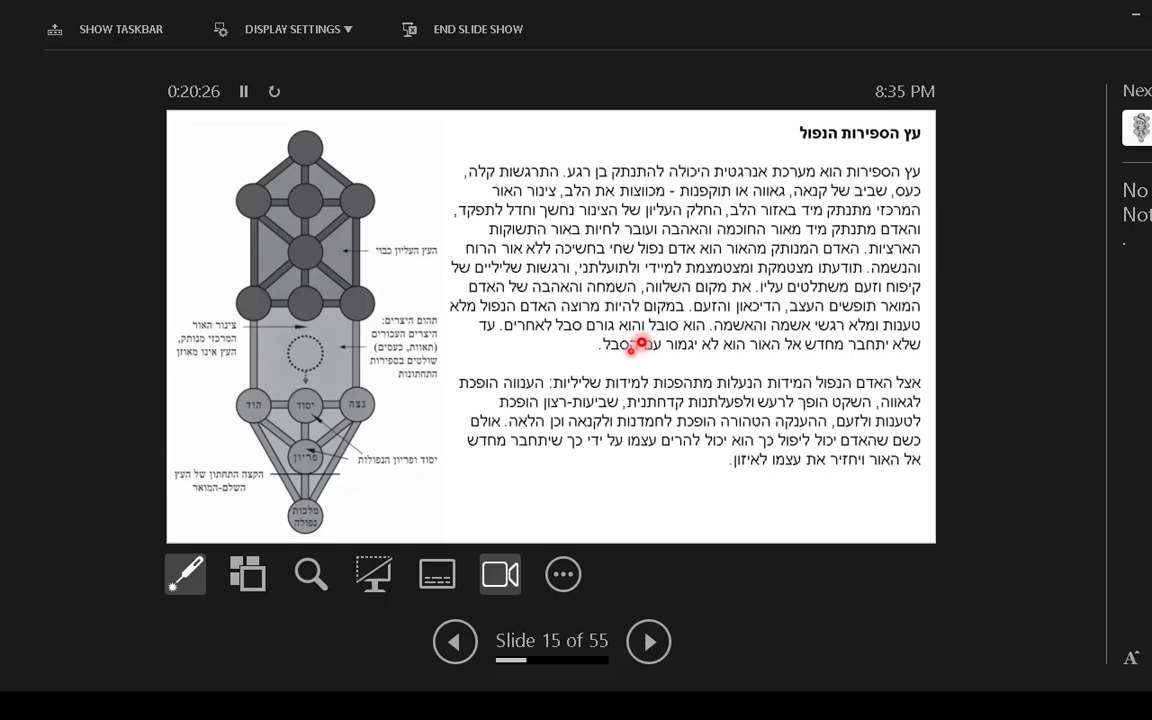 SHOW TASKBAR
DISPLAY SETTINGS ▼
END SLIDE SHOW
0:20:26
8:35 PM
Nex
עץ הספירות הנפול
עץ הספירות הוא מערכת אנרגטית היכולה להתנתק בן רגע. התרגשות קלה,
כעס, שביב של קנאה, גאווה או תוקפנות - מכווצות את הלב, צינור האור
המרכזי מתנתק מיד באזור הלב, החלק העליון של הצינור נחשך וחדל לתפקד,
והאדם מתנתק מיד מאור החוכמה והאהבה ועובר לחיות באור התשוקות
הארציות. האדם המנותק מהאור הוא אדם נפול שחי בחשיכה ללא אור הרוח
והנשמה. תודעתו מצטמקת ומצטמצמת למיידי ולתועלתני, ורגשות שליליים של
קיפוח וזעם משתלטים עליו. את מקום השלווה, השמחה והאהבה של האדם
המואר תופשים העצב, הדיכאון והזעם. במקום להיות מרוצה האדם הנפול מלא
טענות ומלא רגשי אשמה והאשמה. הוא סובל והוא גורם סבל לאחרים. עד
שלא יתחבר מחדש אל האור הוא לא יגמור עם הסבל.
אצל האדם הנפול המידות הנעלות מתהפכות למידות שליליות: הענווה הופכת
לגאווה, השקט הופך לרעש ולפעלתנות קדחתנית, שביעות-רצון הופכת
לטענות ולזעם, ההענקה הטהורה הופכת לחמדנות ולקנאה וכן הלאה. אולם
כשם שהאדם יכול ליפול כך הוא יכול להרים עצמו על ידי כך שיתחבר מחדש
אל האור ויחזיר את עצמו לאיזון.
העץ העליון כבוי
תהום היצרים:
היצרים העכורים
(תאוות, כעסים)
שולטים בספירות
התחתונות
צינור האור
המרכזי מנותק,
העץ אינו מאוזן
נצח
יסוד
הוד
פריון
יסוד ופריון הנפולות
הקצה התחתון של העץ
השלם-המואר
מלכות
נפולה
No
Not
.
Slide 15 of 55
A